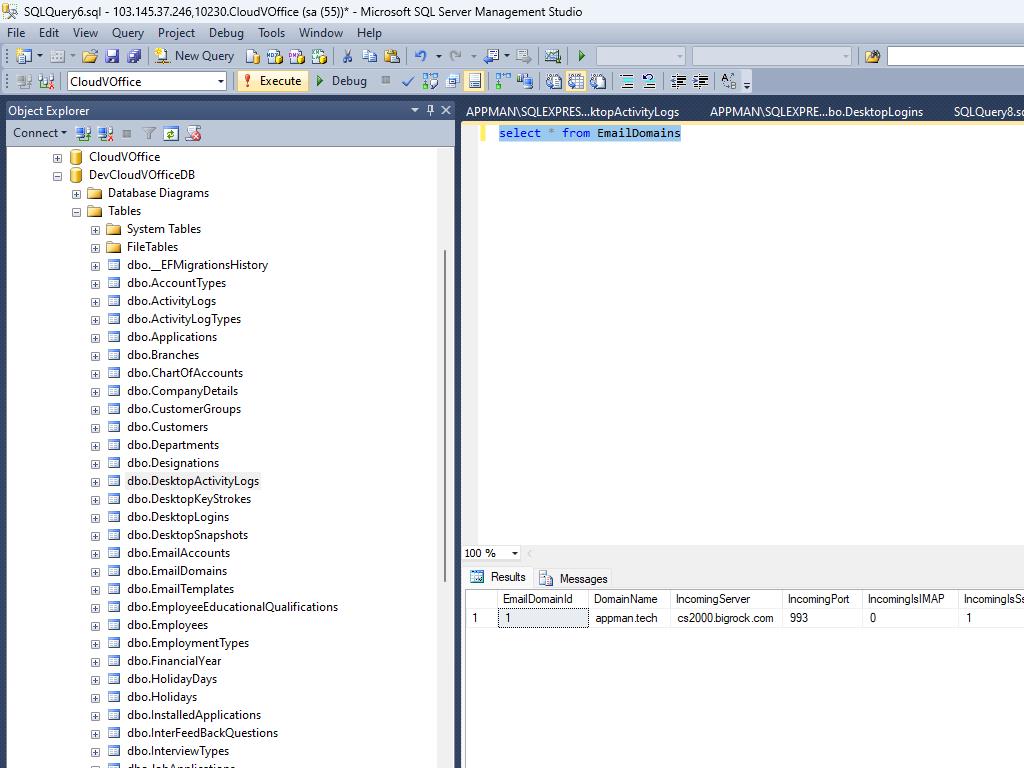 SQLQuery6.sql - 103.145.37.246,10230.CloudVOffice (sa (55))* - Microsoft SQL Server Management Studio
File Edit View Query Project Debug Tools Window Help
New Query
CloudVOffice Execute Debug
Object Explorer
APPMAN\SQLEXPRES...ktopActivityLogs APPMAN\SQLEXPRE...bo.DesktopLogins SQLQuery8.sq
Connect
select * from EmailDomains
CloudVOffice
DevCloudVOfficeDB
Database Diagrams
Tables
System Tables
FileTables
dbo.__EFMigrationsHistory
dbo.AccountTypes
dbo.ActivityLogs
dbo.ActivityLogTypes
dbo.Applications
dbo.Branches
dbo.ChartOfAccounts
dbo.CompanyDetails
dbo.CustomerGroups
dbo.Customers
dbo.Departments
dbo.Designations
dbo.DesktopActivityLogs
dbo.DesktopKeyStrokes
dbo.DesktopLogins
dbo.DesktopSnapshots
dbo.EmailAccounts
dbo.EmailDomains
dbo.EmailTemplates
dbo.EmployeeEducationalQualifications
dbo.Employees
dbo.EmploymentTypes
dbo.FinancialYear
dbo.HolidayDays
dbo.Holidays
dbo.InstalledApplications
dbo.InterFeedBackQuestions
dbo.InterviewTypes
dbo.JobApplications
100 %
Results Messages
EmailDomainId DomainName IncomingServer IncomingPort IncomingIsIMAP IncomingIsSs
1 1 appman.tech cs2000.bigrock.com 993 0 1